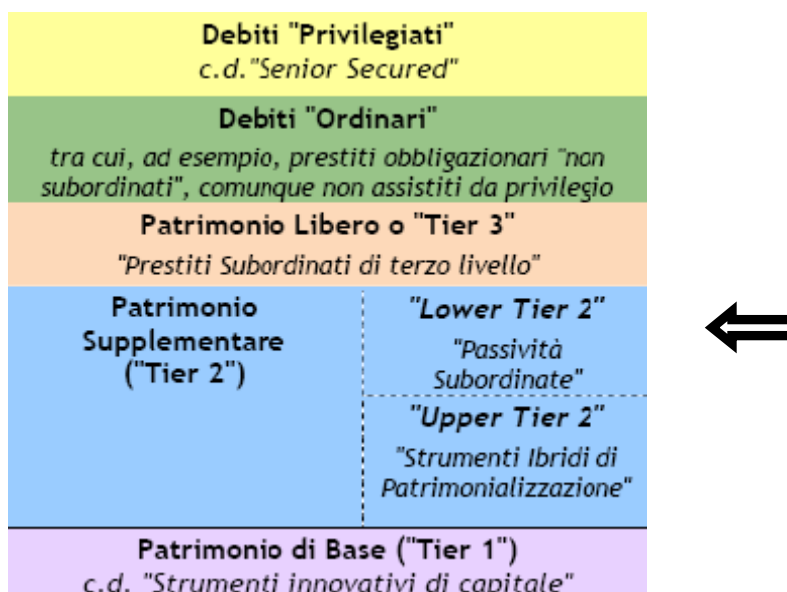 Debiti "Privilegiati"
c.d."Senior Secured"
Debiti "Ordinari"
tra cui, ad esempio, prestiti obbligazionari "non
subordinati", comunque non assistiti da privilegio
Patrimonio Libero o "Tier 3"
"Prestiti Subordinati di terzo livello"
Patrimonio
Supplementare
("Tier 2")
"Lower Tier 2"
"Passività
Subordinate"
"Upper Tier 2"
"Strumenti Ibridi di
Patrimonializzazione"
Patrimonio di Base ("Tier 1")
c.d. "Strumenti innovativi di capitale"